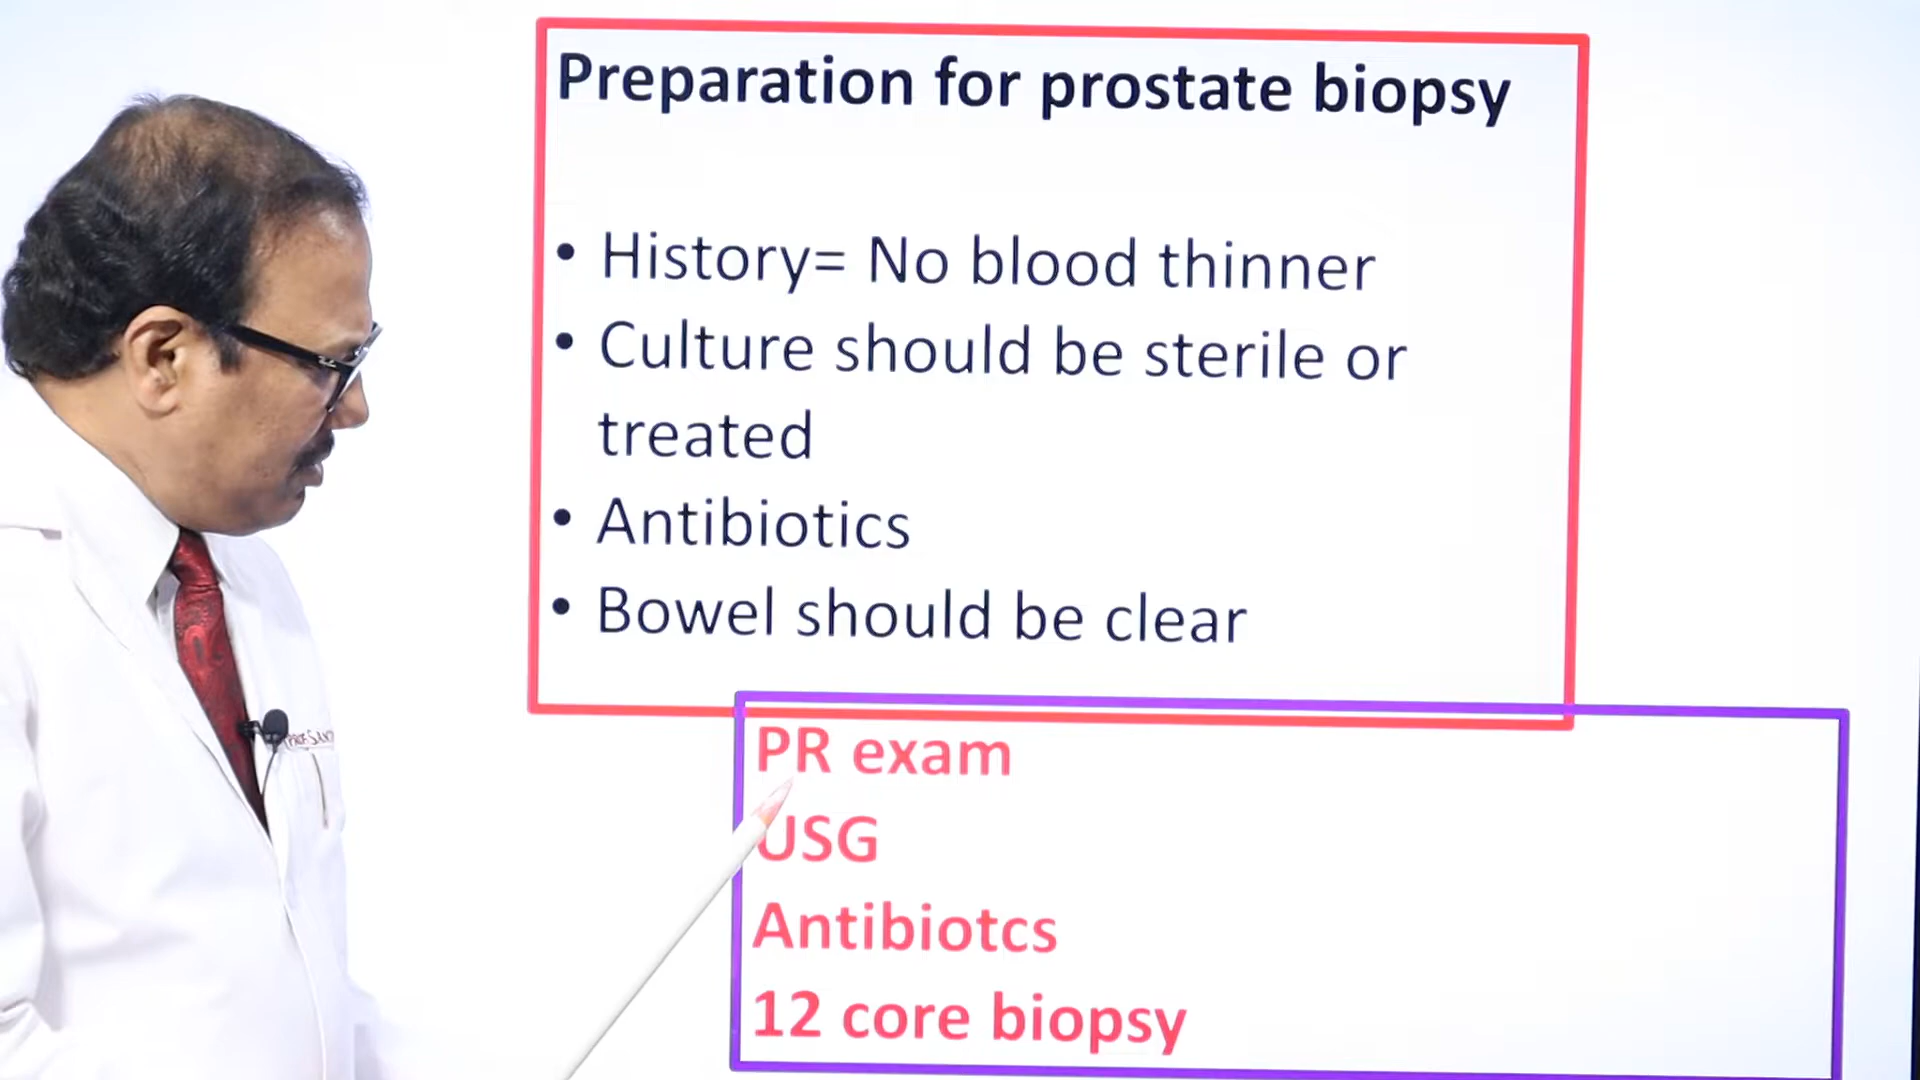 Preparation for prostate biopsy
• History= No blood thinner
• Culture should be sterile or
treated
• Antibiotics
• Bowel should be clear
PR exam
USG
Antibiotcs
12 core biopsy